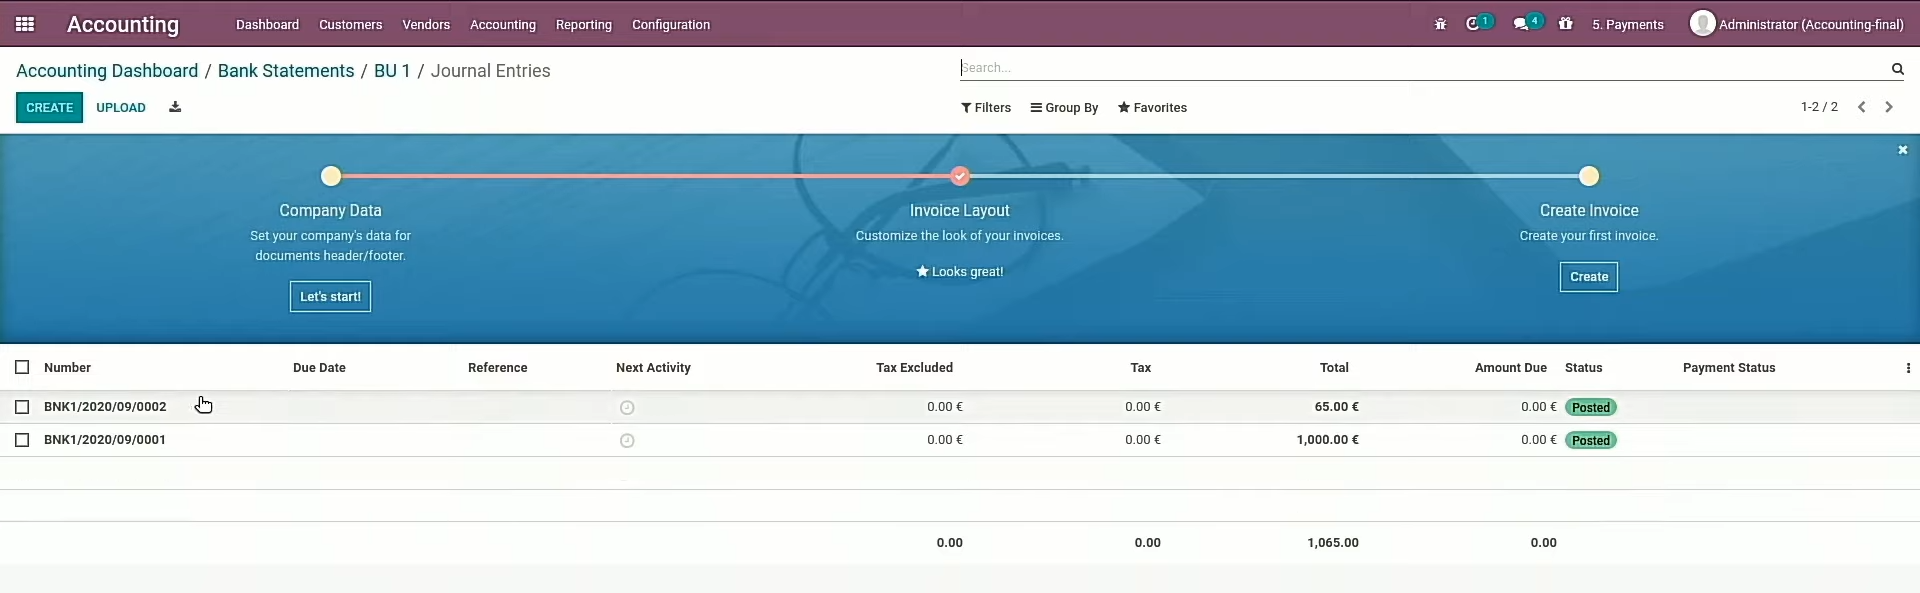 Accounting Dashboard Customers Vendors Accounting Reporting Configuration 1 4 5. Payments Administrator (Accounting-final)
Accounting Dashboard / Bank Statements / BU 1 / Journal Entries Search...
CREATE UPLOAD Filters Group By Favorites 1-2 / 2
Company Data Invoice Layout Create Invoice
Set your company's data for Customize the look of your invoices. Create your first invoice.
documents header/footer.
Looks great! Create
Let's start!
Number Due Date Reference Next Activity Tax Excluded Tax Total Amount Due Status Payment Status
BNK1/2020/09/0002 0.00 € 0.00 € 65.00 € 0.00 € Posted
BNK1/2020/09/0001 0.00 € 0.00 € 1,000.00 € 0.00 € Posted
0.00 0.00 1,065.00 0.00